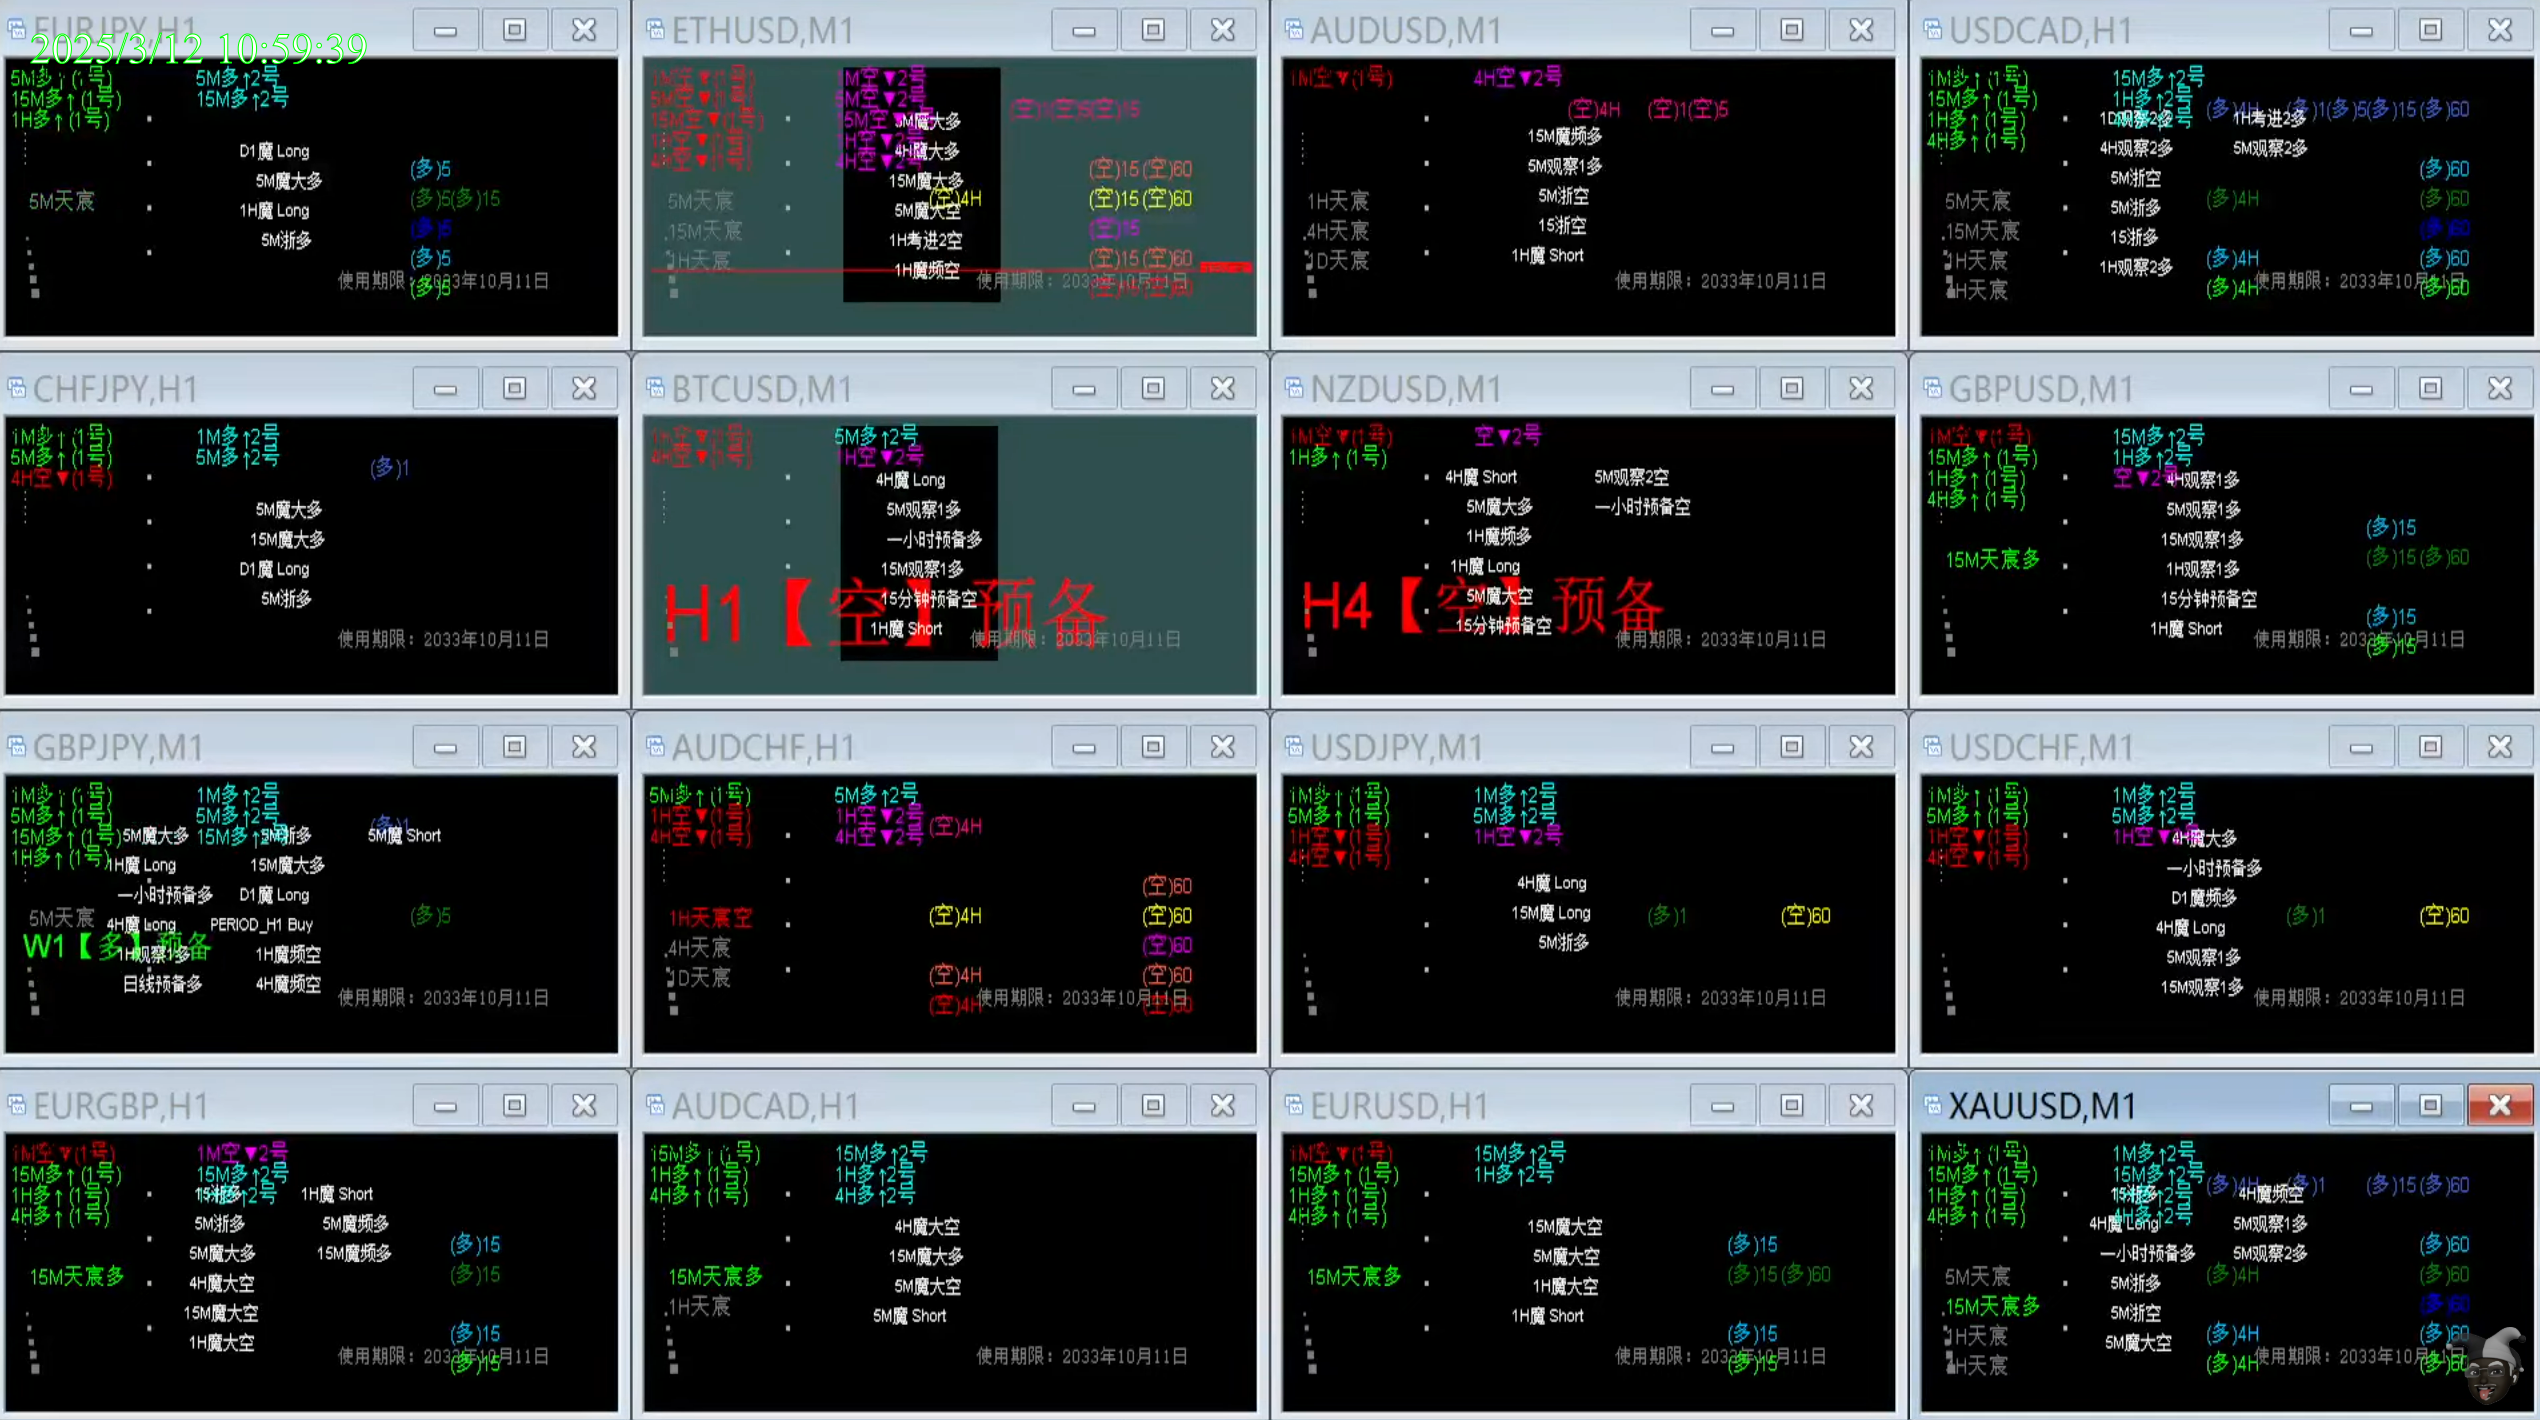 EURJPY,H1
2025/3/12 10:59:39
5M多↑(1号) 5M多↑2号
15M多↑(1号) 15M多↑2号
1H多↑(1号)
D1魔 Long
5M魔大多 (多)5
5M天宸 1H魔 Long (多)5(多)15
5M浙多 (多)5
(多)5
使用期限：2033年10月11日
(多)5
ETHUSD,M1
1M空▼(1号) 1M空▼2号
5M空▼(1号) 5M空▼2号
15M空▼(1号) 15M空▼2号 5M魔大多 (空)1(空)5(空)15
1H空▼(1号) 1H空▼2号
4H空▼(1号) 4H空▼2号 4H魔大多
15M魔大多 (空)15(空)60
5M天宸 5M魔大空 (空)4H (空)15(空)60
15M天宸 1H考进2空 (空)15
1H天宸 1H魔频空 (空)15(空)60
使用期限：2033年10月11日
AUDUSD,M1
1M空▼(1号) 4H空▼2号
(空)4H (空)1(空)5
15M魔频多
5M观察1多
1H天宸 5M浙空
4H天宸 15浙空
1D天宸 1H魔 Short
使用期限：2033年10月11日
USDCAD,H1
1M多↑(1号) 15M多↑2号
15M多↑(1号) 1H多↑2号
1H多↑(1号) (多)4H (多)1(多)5(多)15(多)60
4H多↑(1号) 1H考进2多
4H观察2多 5M观察2多
5M浙空 (多)60
5M天宸 5M浙多 (多)4H (多)60
15M天宸 15浙多 (多)60
1H天宸 1H观察2多 (多)4H (多)60
4H天宸 (多)4H (多)60
使用期限：2033年10月11日
CHFJPY,H1
1M多↑(1号) 1M多↑2号
5M多↑(1号) 5M多↑2号
4H空▼(1号) (多)1
5M魔大多
15M魔大多
D1魔 Long
5M浙多
使用期限：2033年10月11日
BTCUSD,M1
1H空▼(1号) 5M多↑2号
4H空▼(1号) 1H空▼2号
4H魔 Long
5M观察1多
一小时预备多
15M观察1多
H1【空】预备
15分钟预备空
1H魔 Short
使用期限：2033年10月11日
NZDUSD,M1
1M空▼(1号) 空▼2号
1H多↑(1号)
4H魔 Short 5M观察2空
5M魔大多 一小时预备空
1H魔频多
1H魔 Long
5M魔大空
H4【空】预备
15分钟预备空
使用期限：2033年10月11日
GBPUSD,M1
1M空▼(1号) 15M多↑2号
15M多↑(1号) 1H多↑2号
1H多↑(1号) 空▼2号 4H观察1多
4H多↑(1号)
5M观察1多 (多)15
15M天宸多 15M观察1多 (多)15(多)60
1H观察1多
15分钟预备空 (多)15
1H魔 Short (多)15
使用期限：2033年10月11日
GBPJPY,M1
1M多↑(1号) 1M多↑2号
5M多↑(1号) 5M多↑2号 (多)1
15M多↑(1号) 5M魔大多 15M多↑2号 5M浙多 5M魔 Short
1H多↑(1号) 1H魔 Long 15M魔大多
一小时预备多 D1魔 Long
5M天宸 4H魔 Long PERIOD_H1 Buy (多)5
W1【多】预备
1H观察1多 1H魔频空
日线预备多 4H魔频空
使用期限：2033年10月11日
AUDCHF,H1
5M多↑(1号) 5M多↑2号
1H空▼(1号) 1H空▼2号 (空)4H
4H空▼(1号) 4H空▼2号
(空)60
1H天宸空 (空)4H (空)60
4H天宸 (空)60
1D天宸 (空)4H (空)60
(空)4H (空)60
使用期限：2033年10月11日
USDJPY,M1
1M多↑(1号) 1M多↑2号
5M多↑(1号) 5M多↑2号
1H空▼(1号) 1H空▼2号
4H空▼(1号)
4H魔 Long
15M魔 Long (多)1 (空)60
5M浙多
使用期限：2033年10月11日
USDCHF,M1
1M多↑(1号) 1M多↑2号
5M多↑(1号) 5M多↑2号
1H空▼(1号) 1H空▼2号 4H魔大多
4H空▼(1号) 一小时预备多
D1魔频多
4H魔 Long (多)1 (空)60
5M观察1多
15M观察1多
使用期限：2033年10月11日
EURGBP,H1
1M空▼(1号) 1M空▼2号
15M多↑(1号) 15M多↑2号
1H多↑(1号) 15浙多 1H魔 Short
4H多↑(1号) 5M浙多 5M魔频多
5M魔大多 15M魔频多 (多)15
15M天宸多 4H魔大空 (多)15
15M魔大空 (多)15
1H魔大空 (多)15
使用期限：2033年10月11日
AUDCAD,H1
15M多↑(1号) 15M多↑2号
1H多↑(1号) 1H多↑2号
4H多↑(1号) 4H多↑2号
4H魔大空
15M魔大多
15M天宸多 5M魔大空
1H天宸 5M魔 Short
使用期限：2033年10月11日
EURUSD,H1
1M空▼(1号) 15M多↑2号
15M多↑(1号) 1H多↑2号
1H多↑(1号)
4H多↑(1号) 15M魔大空
5M魔大空 (多)15
15M天宸多 1H魔大空 (多)15(多)60
1H魔 Short (多)15
(多)15
使用期限：2033年10月11日
XAUUSD,M1
1M多↑(1号) 1M多↑2号
15M多↑(1号) 15M多↑2号
1H多↑(1号) 15浙多 (多)4H (多)1 (多)15(多)60
4H多↑(1号) 4H多↑2号 4H魔频空
4H魔 Long 5M观察1多
一小时预备多 5M观察2多 (多)60
5M天宸 5M浙多 (多)4H (多)60
15M天宸多 5M浙空 (多)60
1H天宸 5M魔大空 (多)4H (多)60
4H天宸 (多)4H (多)60
使用期限：2033年10月11日